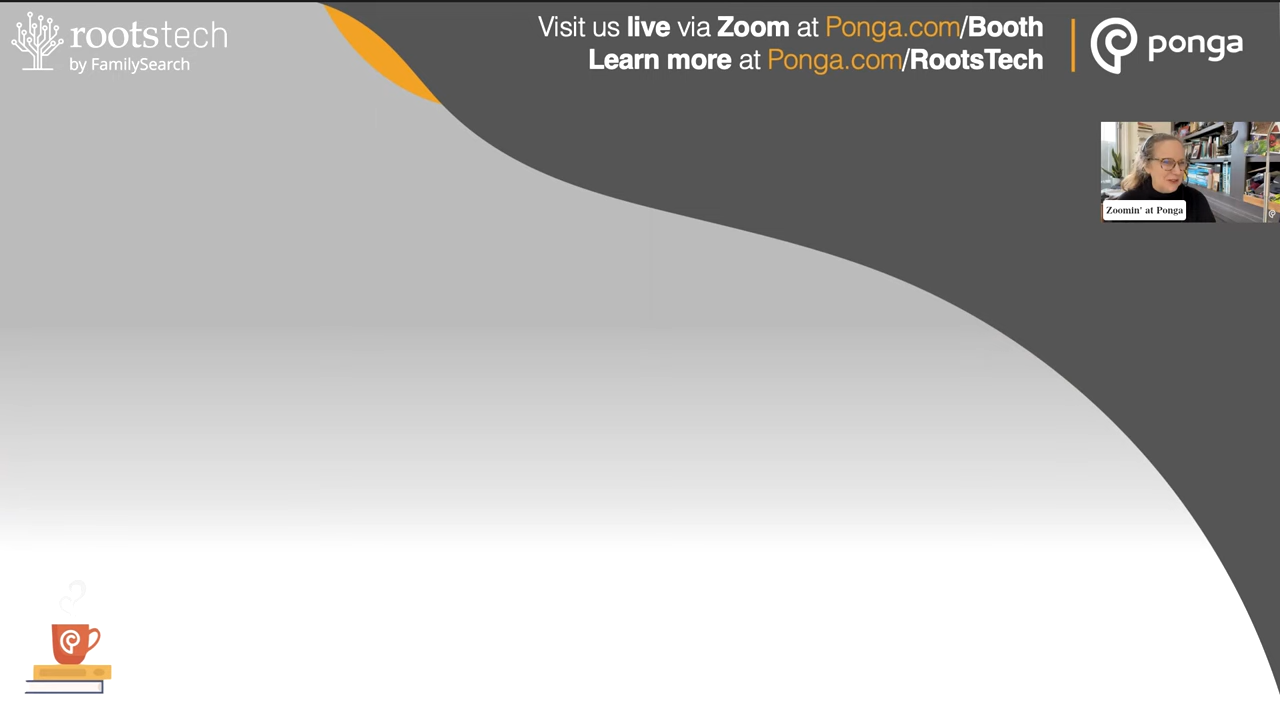 rootstech
by FamilySearch
Visit us live via Zoom at Ponga.com/Booth
Learn more at Ponga.com/RootsTech
ponga
Zoomin' at Ponga